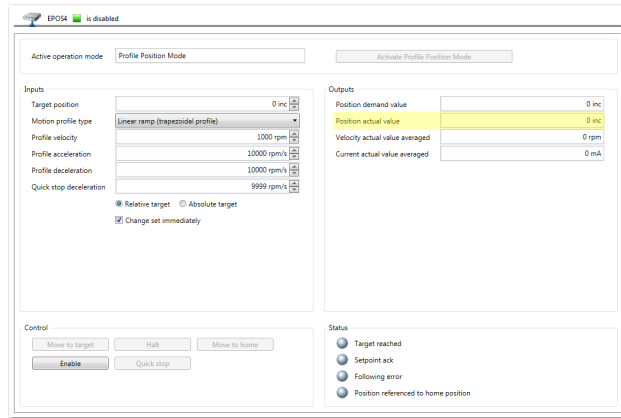 EPOS4 is disabled
Active operation mode Profile Position Mode Activate Profile Position Mode
Inputs
Target position 0 inc
Motion profile type Linear ramp (trapezoidal profile)
Profile velocity 1000 rpm
Profile acceleration 10000 rpm/s
Profile deceleration 10000 rpm/s
Quick stop deceleration 9999 rpm/s
Relative target Absolute target
Change set immediately
Outputs
Position demand value 0 inc
Position actual value 0 inc
Velocity actual value averaged 0 rpm
Current actual value averaged 0 mA
Control
Move to target Halt Move to home
Enable Quick stop
Status
Target reached
Setpoint ack
Following error
Position referenced to home position